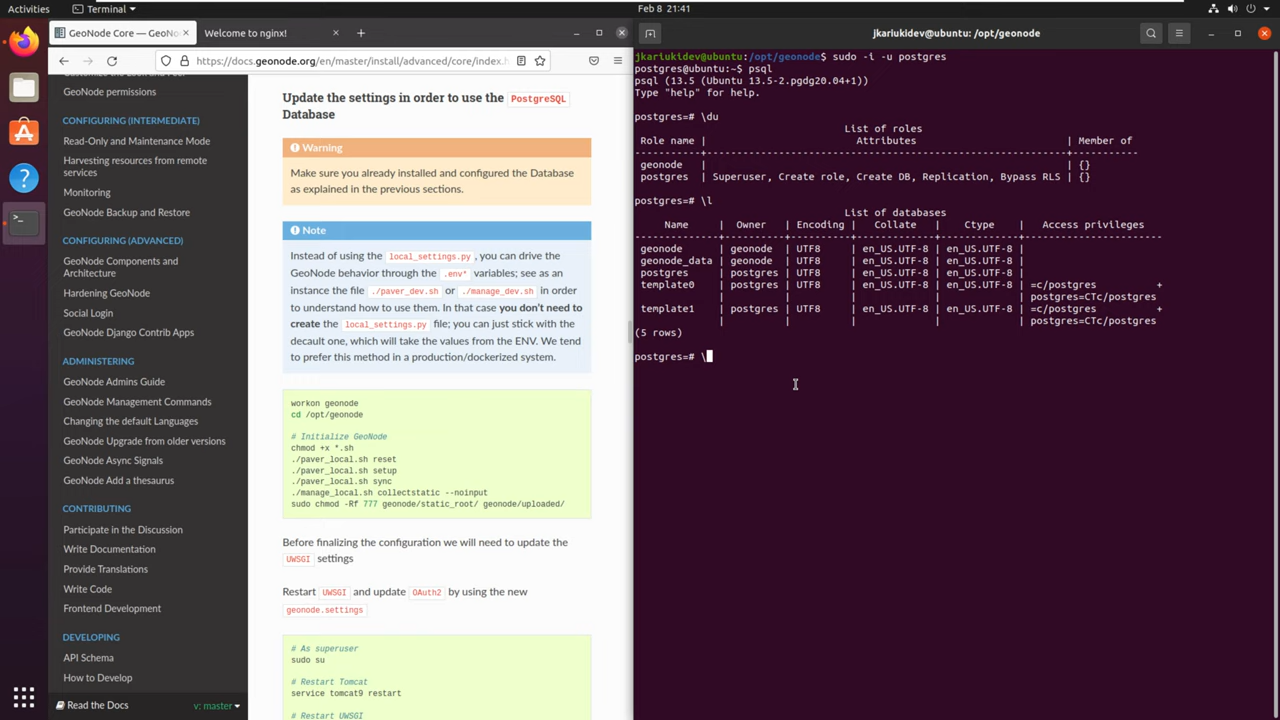 Activities
Terminal
Feb 8 21:41
GeoNode Core — GeoNo
Welcome to nginx!
https://docs.geonode.org/en/master/install/advanced/core/index.h
GeoNode permissions
CONFIGURING (INTERMEDIATE)
Read-Only and Maintenance Mode
Harvesting resources from remote
services
Monitoring
GeoNode Backup and Restore
CONFIGURING (ADVANCED)
GeoNode Components and
Architecture
Hardening GeoNode
Social Login
GeoNode Django Contrib Apps
ADMINISTERING
GeoNode Admins Guide
GeoNode Management Commands
Changing the default Languages
GeoNode Upgrade from older versions
GeoNode Async Signals
GeoNode Add a thesaurus
CONTRIBUTING
Participate in the Discussion
Write Documentation
Provide Translations
Write Code
Frontend Development
DEVELOPING
API Schema
How to Develop
Read the Docs
v: master
Update the settings in order to use the PostgreSQL
Database
Warning
Make sure you already installed and configured the Database
as explained in the previous sections.
Note
Instead of using the local_settings.py , you can drive the
GeoNode behavior through the .env* variables; see as an
instance the file ./paver_dev.sh or ./manage_dev.sh in order
to understand how to use them. In that case you don't need to
create the local_settings.py file; you can just stick with the
decault one, which will take the values from the ENV. We tend
to prefer this method in a production/dockerized system.
workon geonode
cd /opt/geonode
# Initialize GeoNode
chmod +x *.sh
./paver_local.sh reset
./paver_local.sh setup
./paver_local.sh sync
./manage_local.sh collectstatic --noinput
sudo chmod -Rf 777 geonode/static_root/ geonode/uploaded/
Before finalizing the configuration we will need to update the
UWSGI settings
Restart UWSGI and update OAuth2 by using the new
geonode.settings
# As superuser
sudo su
# Restart Tomcat
service tomcat9 restart
# Restart UWSGI
jkariukidev@ubuntu: /opt/geonode
jkariukidev@ubuntu:/opt/geonode$ sudo -i -u postgres
postgres@ubuntu:~$ psql
psql (13.5 (Ubuntu 13.5-2.pgdg20.04+1))
Type "help" for help.
postgres=# \du
List of roles
Role name | Attributes | Member of
-----------+------------------------------------------------------------+-----------
geonode | | {}
postgres | Superuser, Create role, Create DB, Replication, Bypass RLS | {}
postgres=# \l
List of databases
Name | Owner | Encoding | Collate | Ctype | Access privileges
--------------+----------+----------+-------------+-------------+-----------------------
geonode | geonode | UTF8 | en_US.UTF-8 | en_US.UTF-8 |
geonode_data | geonode | UTF8 | en_US.UTF-8 | en_US.UTF-8 |
postgres | postgres | UTF8 | en_US.UTF-8 | en_US.UTF-8 |
template0 | postgres | UTF8 | en_US.UTF-8 | en_US.UTF-8 | =c/postgres +
| | | | | postgres=CTc/postgres
template1 | postgres | UTF8 | en_US.UTF-8 | en_US.UTF-8 | =c/postgres +
| | | | | postgres=CTc/postgres
(5 rows)
postgres=# \